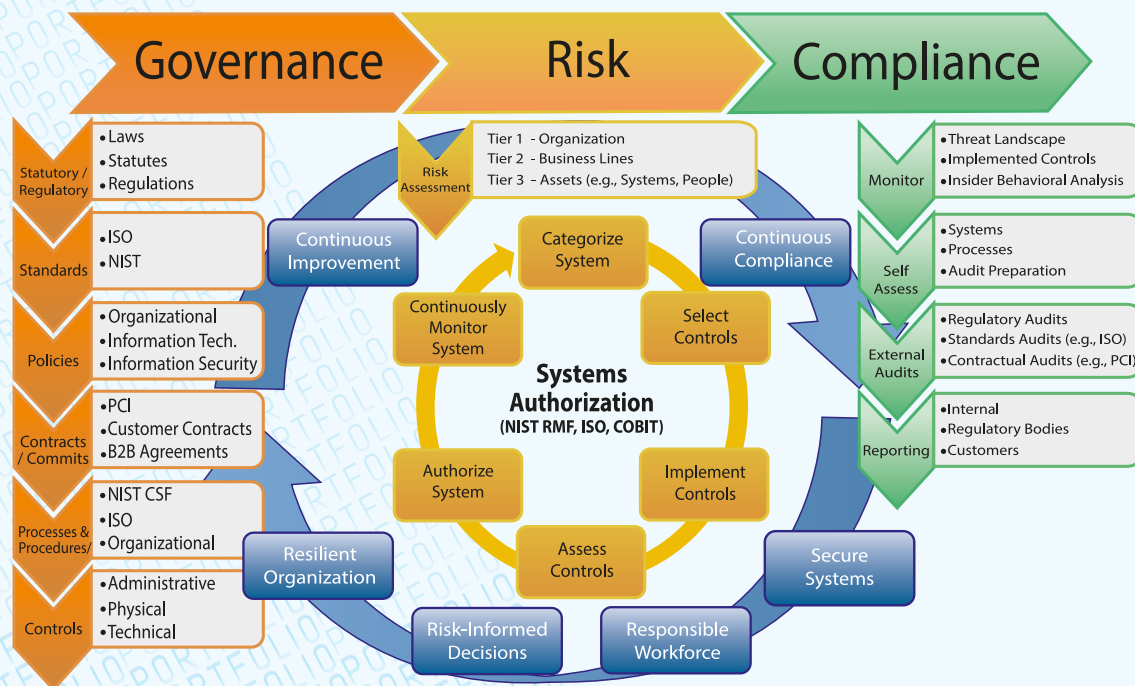 Governance
Risk
Compliance
Statutory /
Regulatory
•Laws
•Statutes
•Regulations
Standards
•ISO
•NIST
Policies
•Organizational
•Information Tech.
•Information Security
Contracts
/ Commits
•PCI
•Customer Contracts
•B2B Agreements
Processes &
Procedures/
•NIST CSF
•ISO
•Organizational
Controls
•Administrative
•Physical
•Technical
Risk
Assessment
Tier 1 - Organization
Tier 2 - Business Lines
Tier 3 - Assets (e.g., Systems, People)
Continuous
Improvement
Continuous
Compliance
Categorize
System
Select
Controls
Implement
Controls
Assess
Controls
Authorize
System
Continuously
Monitor
System
Systems
Authorization
(NIST RMF, ISO, COBIT)
Secure
Systems
Responsible
Workforce
Risk-Informed
Decisions
Resilient
Organization
Monitor
•Threat Landscape
•Implemented Controls
•Insider Behavioral Analysis
Self
Assess
•Systems
•Processes
•Audit Preparation
External
Audits
•Regulatory Audits
•Standards Audits (e.g., ISO)
•Contractual Audits (e.g., PCI)
Reporting
•Internal
•Regulatory Bodies
•Customers